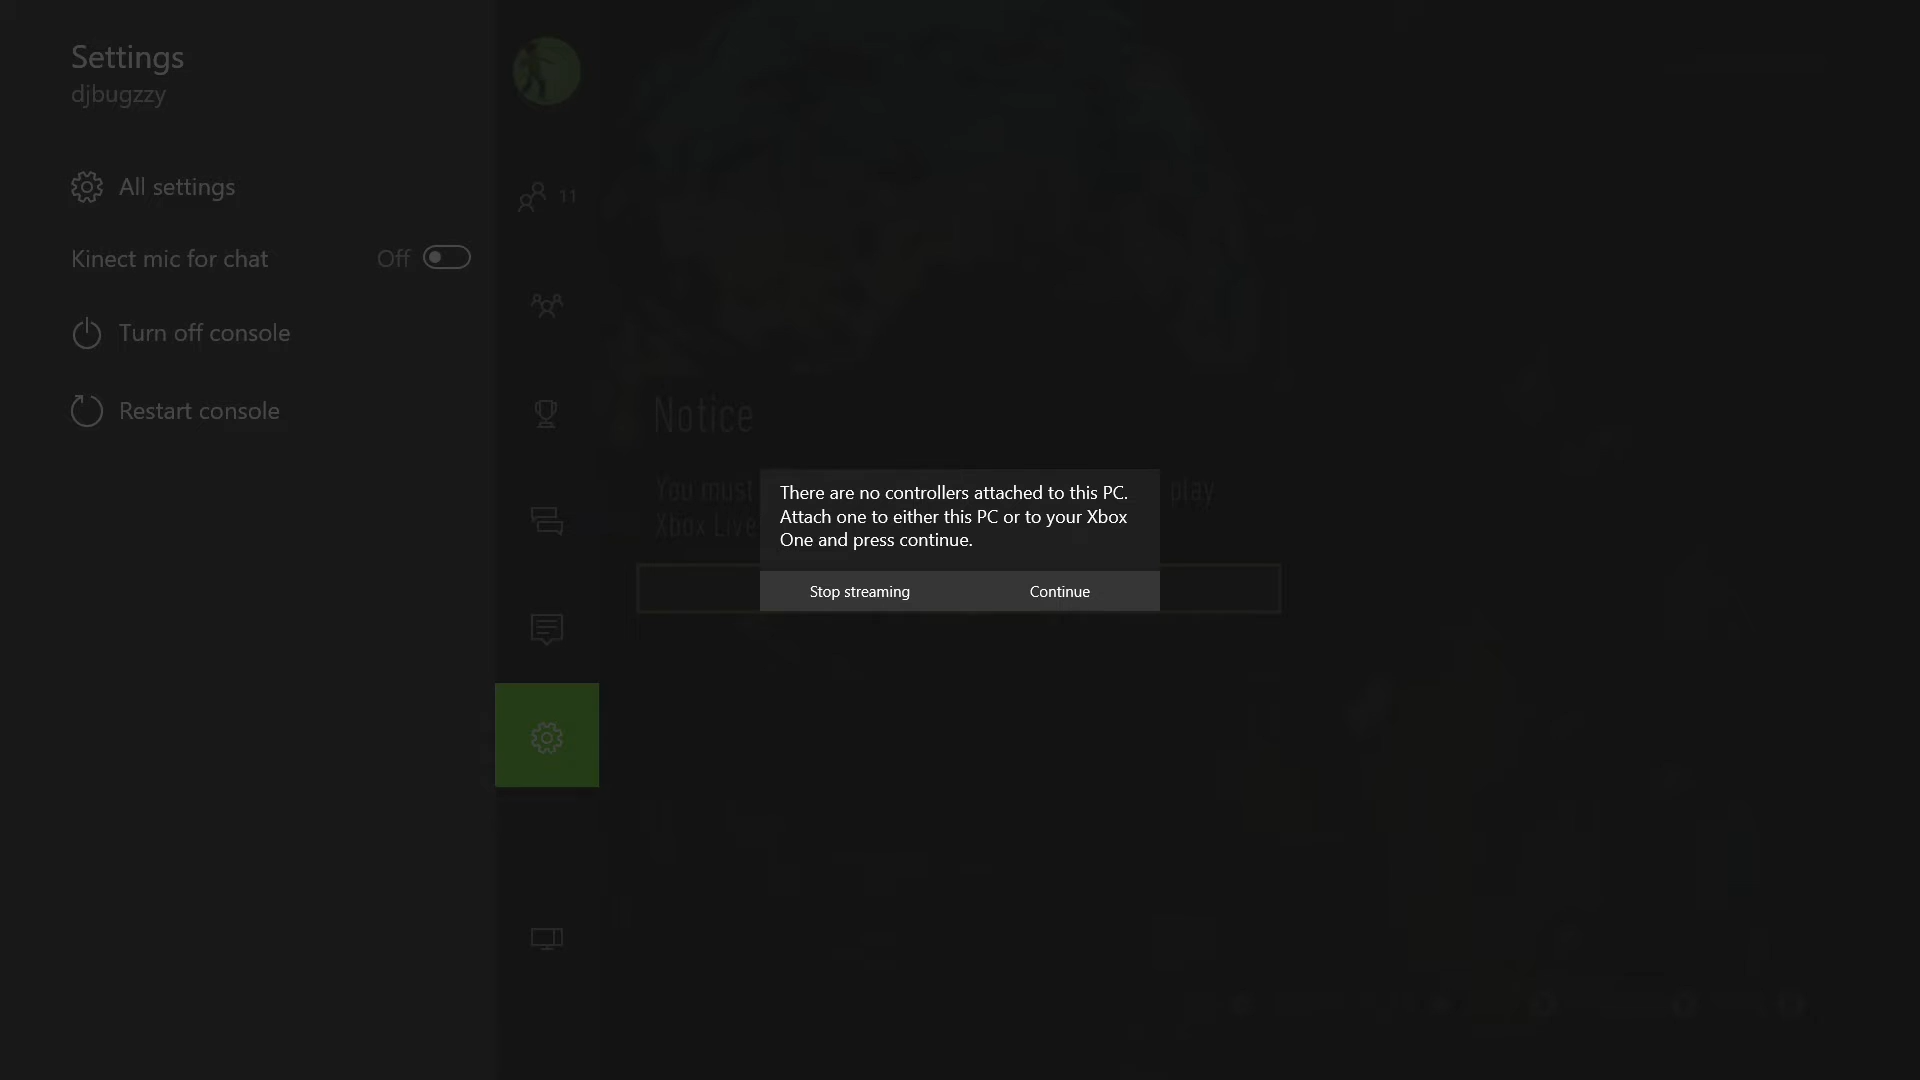 Settings
djbugzzy
All settings
Kinect mic for chat Off
Turn off console
Restart console
11
Notice
You must play
Xbox Live
There are no controllers attached to this PC.
Attach one to either this PC or to your Xbox
One and press continue.
Stop streaming Continue